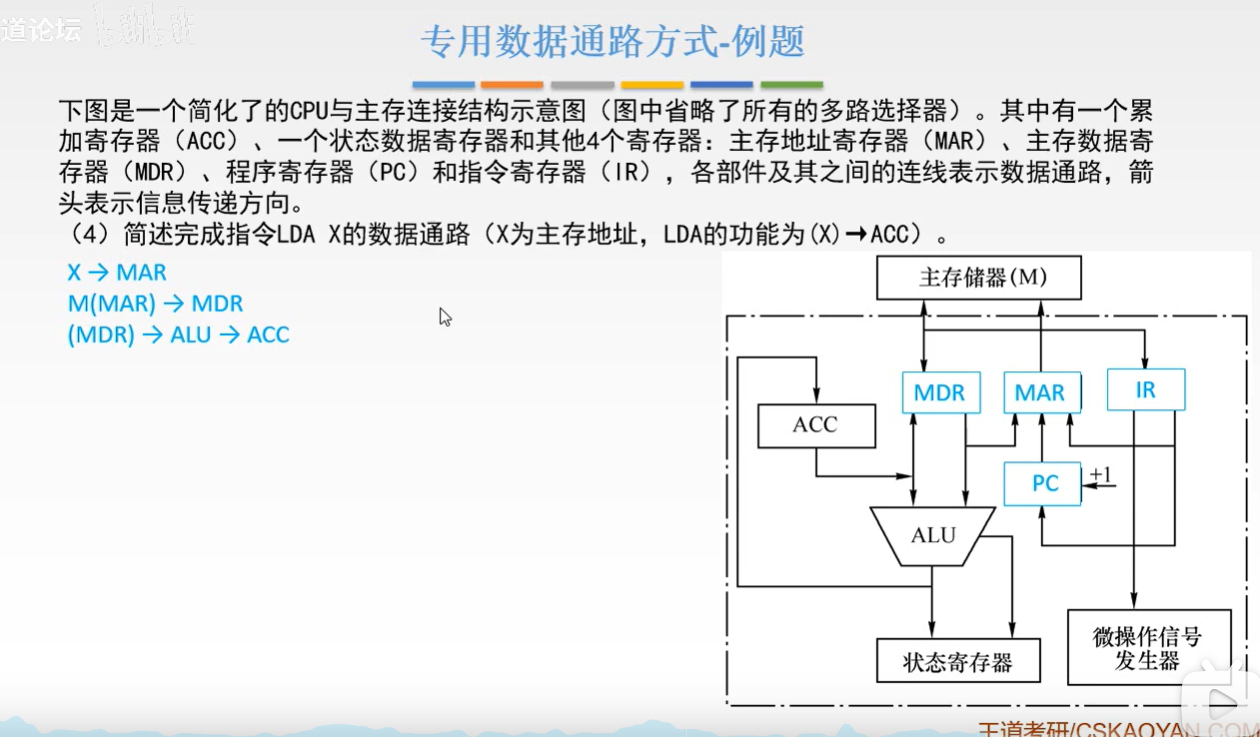 道论坛 bilibili
专用数据通路方式-例题
下图是一个简化了的CPU与主存连接结构示意图（图中省略了所有的多路选择器）。其中有一个累
加寄存器（ACC）、一个状态数据寄存器和其他4个寄存器：主存地址寄存器（MAR）、主存数据寄
存器（MDR）、程序寄存器（PC）和指令寄存器（IR），各部件及其之间的连线表示数据通路，箭
头表示信息传递方向。
（4）简述完成指令LDA X的数据通路（X为主存地址，LDA的功能为(X)→ACC）。
X → MAR
M(MAR) → MDR
(MDR) → ALU → ACC
主存储器(M)
MDR
MAR
IR
ACC
PC
+1
ALU
状态寄存器
微操作信号
发生器
王道考研/CSKAOYAN.COM